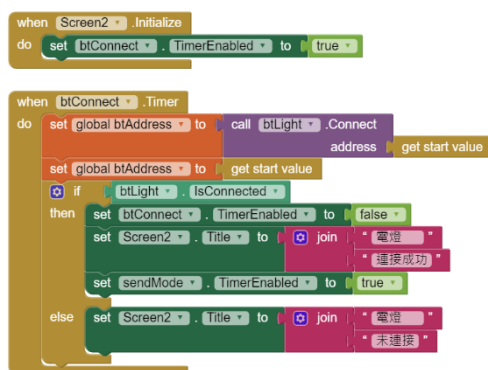 when Screen2 .Initialize
do set btConnect . TimerEnabled to true
when btConnect .Timer
do set global btAddress to call btLight .Connect
address get start value
set global btAddress to get start value
if btLight . IsConnected
then set btConnect . TimerEnabled to false
set Screen2 . Title to join " 電燈 "
" 連接成功 "
set sendMode . TimerEnabled to true
else set Screen2 . Title to join " 電燈 "
" 未連接 "